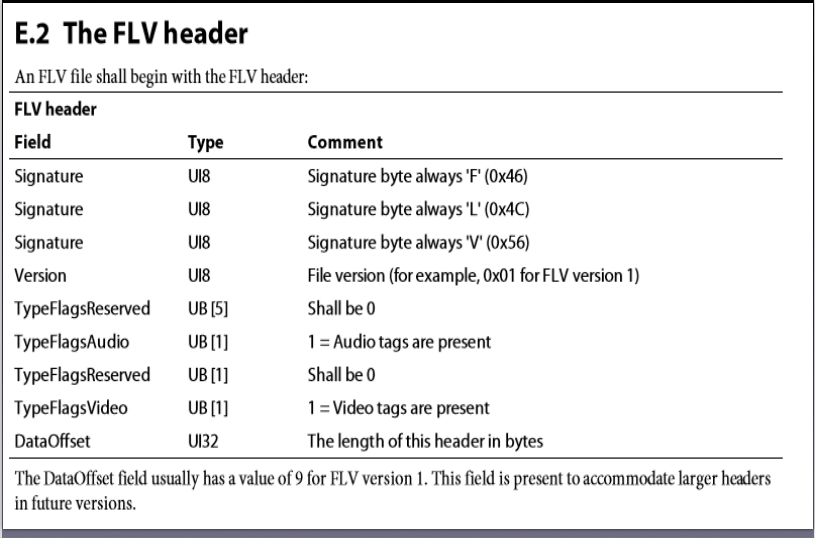 E.2 The FLV header
An FLV file shall begin with the FLV header:
FLV header
Field Type Comment
Signature UI8 Signature byte always 'F' (0x46)
Signature UI8 Signature byte always 'L' (0x4C)
Signature UI8 Signature byte always 'V' (0x56)
Version UI8 File version (for example, 0x01 for FLV version 1)
TypeFlagsReserved UB [5] Shall be 0
TypeFlagsAudio UB [1] 1 = Audio tags are present
TypeFlagsReserved UB [1] Shall be 0
TypeFlagsVideo UB [1] 1 = Video tags are present
DataOffset UI32 The length of this header in bytes
The DataOffset field usually has a value of 9 for FLV version 1. This field is present to accommodate larger headers
in future versions.